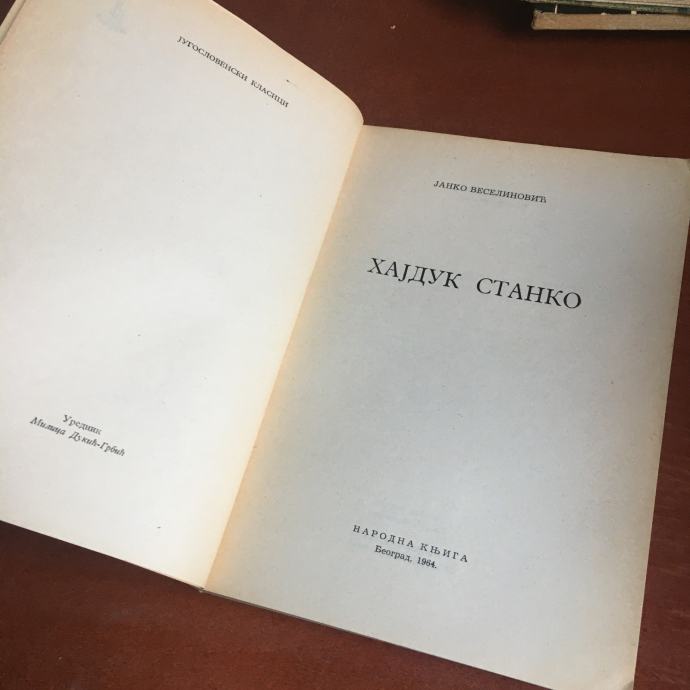 ЈУГОСЛОВЕНСКИ КЛАСИЦИ
Уредник
Милица Дукић-Грбић
ЈАНКО ВЕСЕЛИНОВИЋ
ХАЈДУК СТАНКО
НАРОДНА КЊИГА
Београд, 1964.